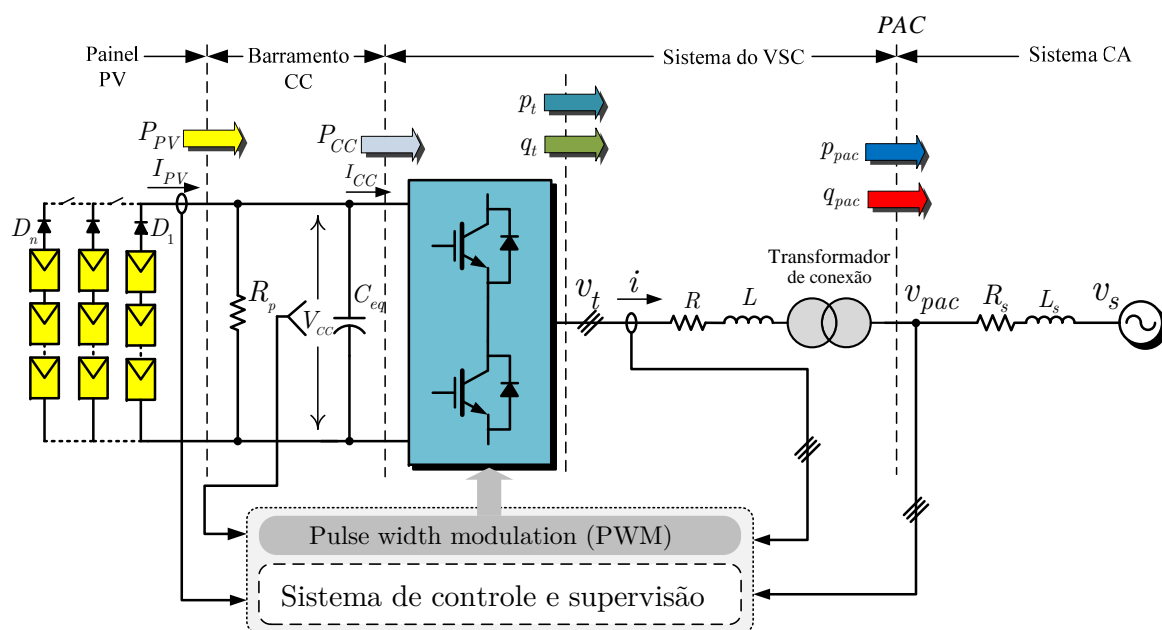 PAC
Painel
PV
Barramento
CC
Sistema do VSC
Sistema CA
P_PV
P_CC
p_t
q_t
p_pac
q_pac
I_PV
I_CC
D_n
D_1
R_p
V_CC
C_eq
v_t
i
R
L
Transformador
de conexão
v_pac
R_s
L_s
v_s
Pulse width modulation (PWM)
Sistema de controle e supervisão